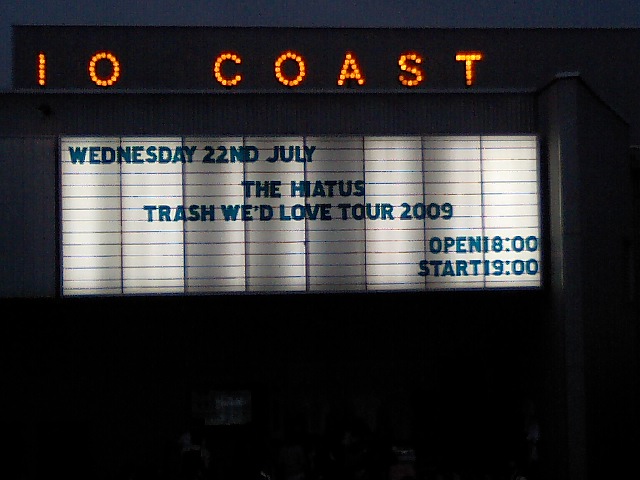 IO COAST
WEDNESDAY 22ND JULY
THE HIATUS
TRASH WE'D LOVE TOUR 2009
OPEN18:00
START19:00